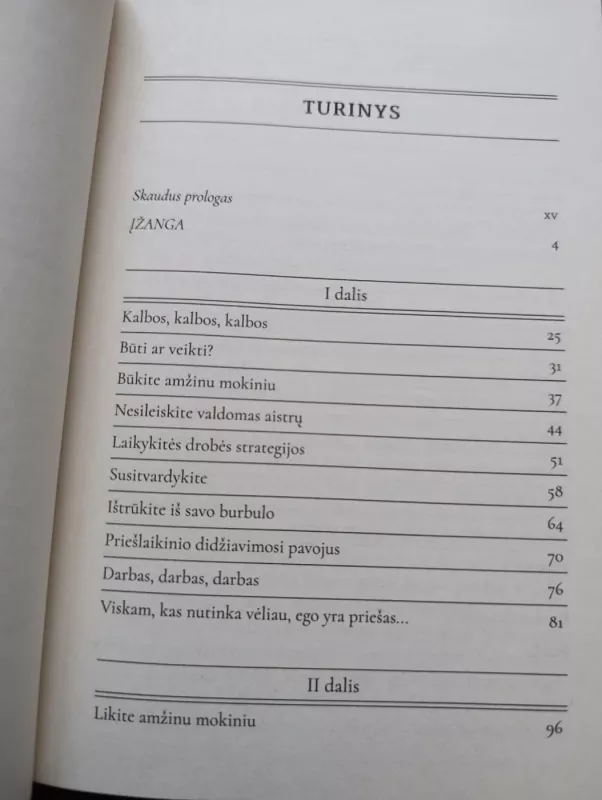 TURINYS
Skaudus prologas xv
ĮŽANGA 4
I dalis
Kalbos, kalbos, kalbos 25
Būti ar veikti? 31
Būkite amžinu mokiniu 37
Nesileiskite valdomas aistrų 44
Laikykitės drobės strategijos 51
Susitvardykite 58
Ištrūkite iš savo burbulo 64
Priešlaikinio didžiavimosi pavojus 70
Darbas, darbas, darbas 76
Viskam, kas nutinka vėliau, ego yra priešas... 81
II dalis
Likite amžinu mokiniu 96